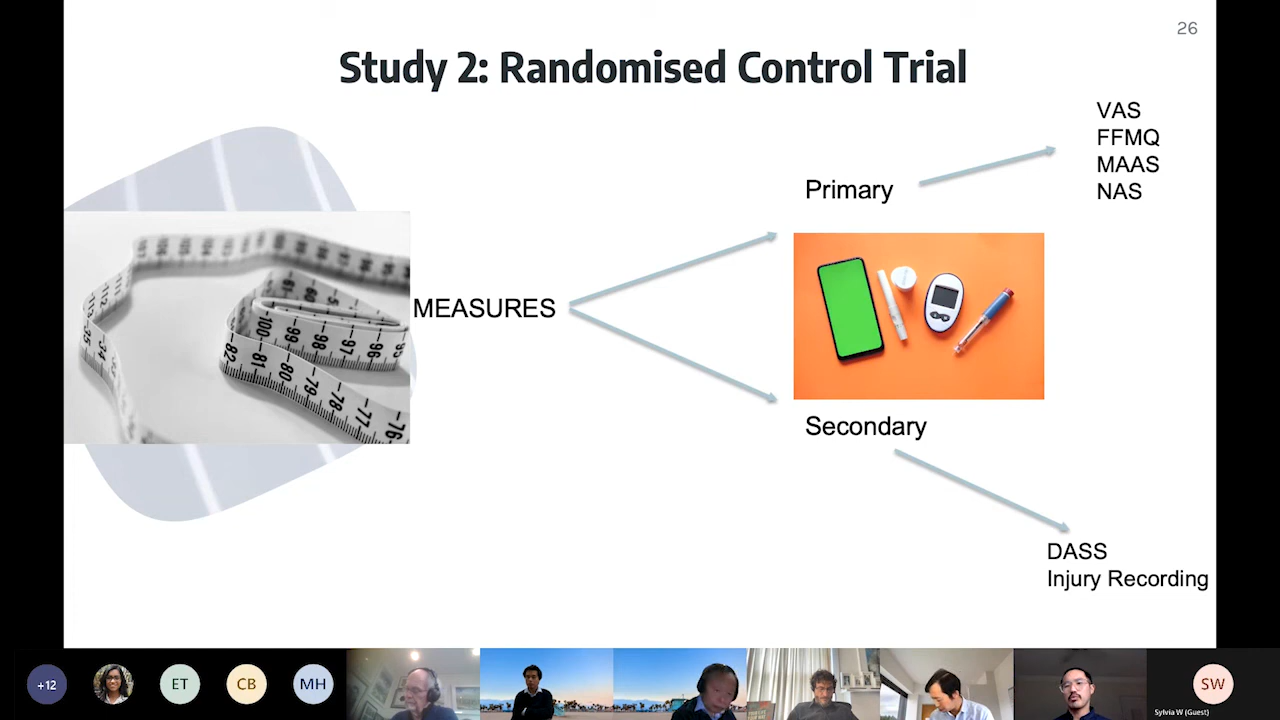 26
Study 2: Randomised Control Trial
VAS
FFMQ
MAAS
NAS
Primary
MEASURES
Secondary
DASS
Injury Recording
+12
ET
CB
MH
SW
Sylvia W (Guest)